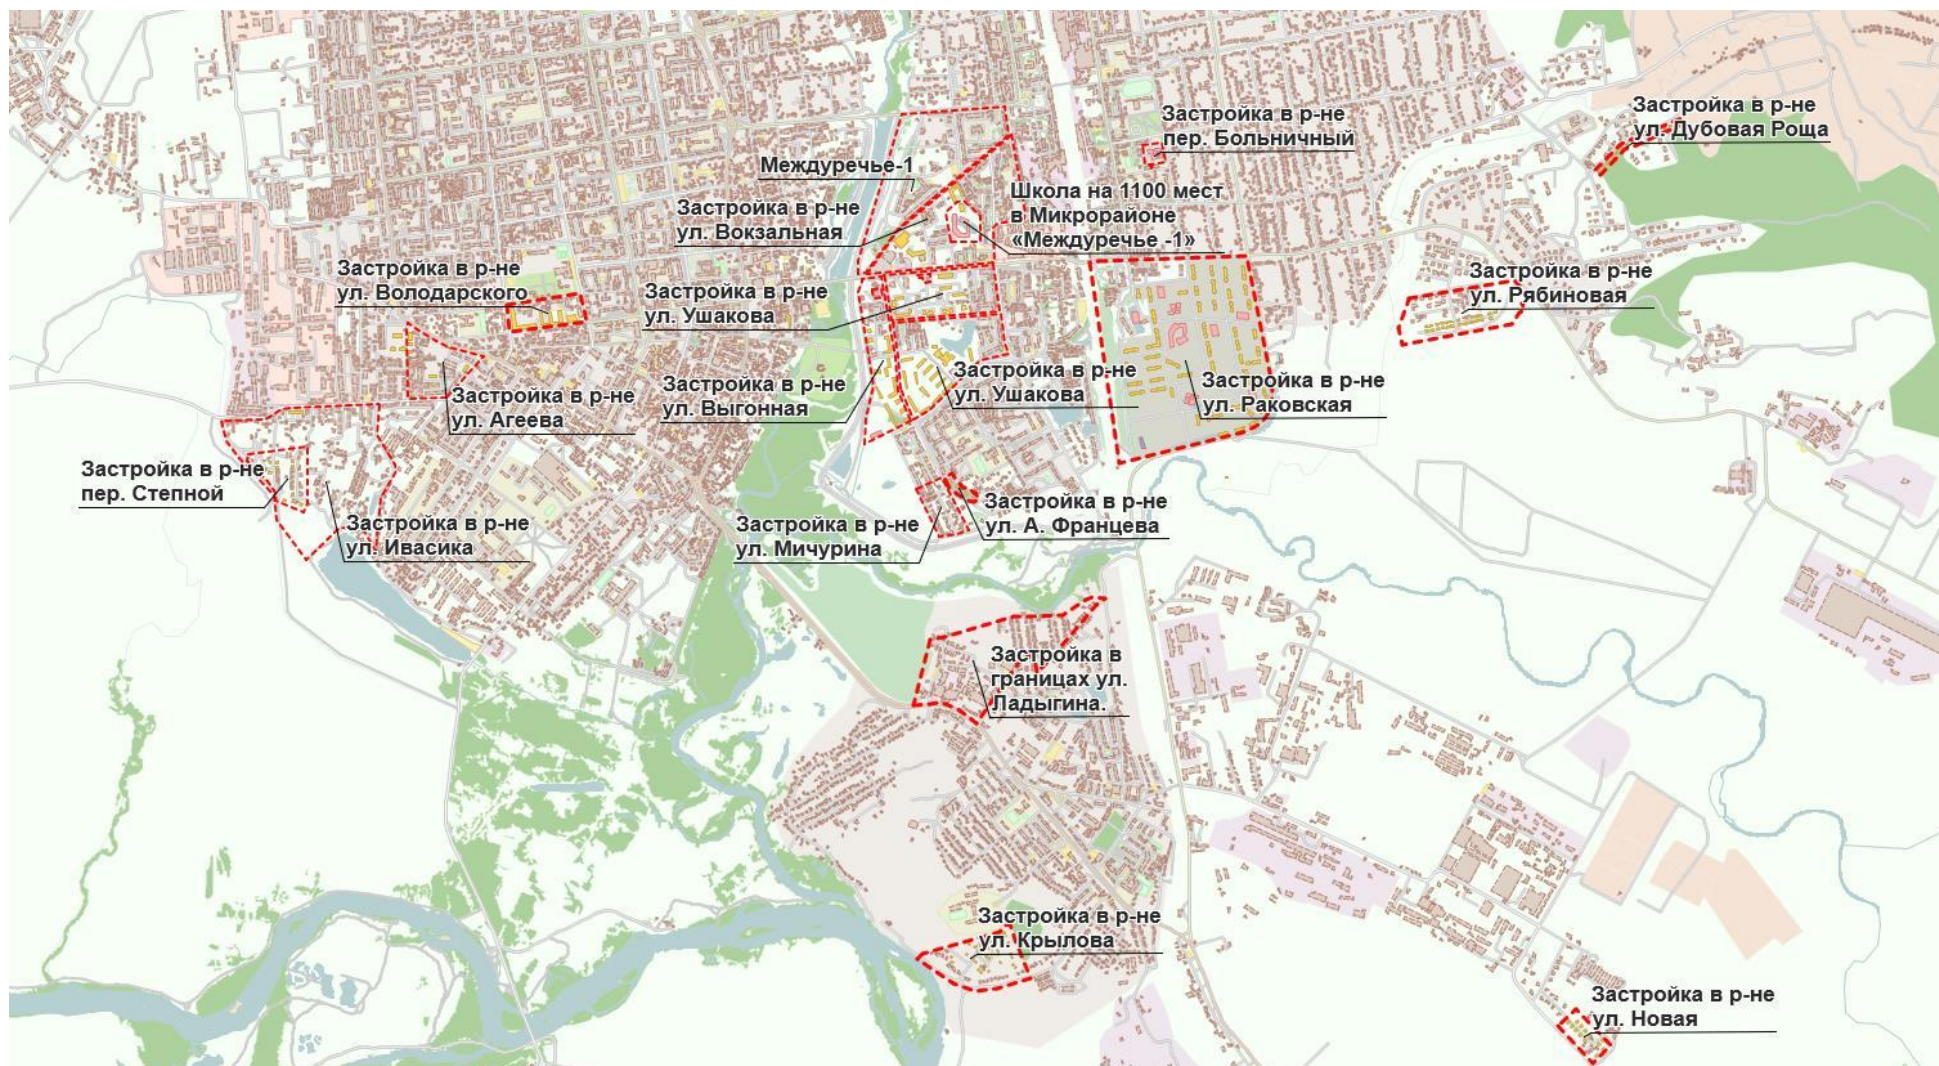 Застройка в р-не
ул. Дубовая Роща
Застройка в р-не
пер. Больничный
Междуречье-1
Школа на 1100 мест
в Микрорайоне
«Междуречье -1»
Застройка в р-не
ул. Вокзальная
Застройка в р-не
ул. Володарского
Застройка в р-не
ул. Ушакова
Застройка в р-не
ул. Рябиновая
Застройка в р-не
ул. Агеева
Застройка в р-не
ул. Выгонная
Застройка в р-не
ул. Ушакова
Застройка в р-не
ул. Раковская
Застройка в р-не
пер. Степной
Застройка в р-не
ул. Ивасика
Застройка в р-не
ул. Мичурина
Застройка в р-не
ул. А. Францева
Застройка в
границах ул.
Ладыгина.
Застройка в р-не
ул. Крылова
Застройка в р-не
ул. Новая